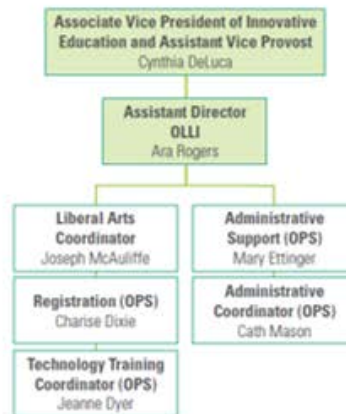 Associate Vice President of Innovative
Education and Assistant Vice Provost
Cynthia DeLuca
Assistant Director
OLLI
Ara Rogers
Liberal Arts
Coordinator
Joseph McAuliffe
Registration (OPS)
Charise Dixie
Technology Training
Coordinator (OPS)
Jeanne Dyer
Administrative
Support (OPS)
Mary Ettinger
Administrative
Coordinator (OPS)
Cath Mason